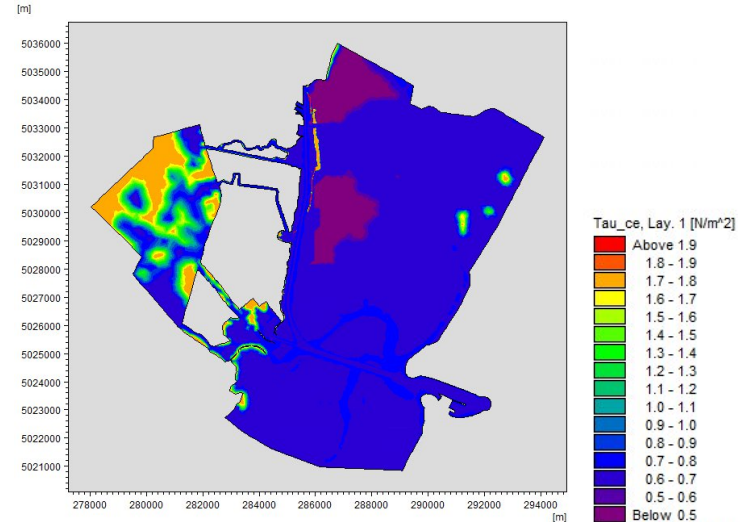 [m]
5036000
5035000
5034000
5033000
5032000
5031000
5030000
5029000
5028000
5027000
5026000
5025000
5024000
5023000
5022000
5021000
278000 280000 282000 284000 286000 288000 290000 292000 294000
[m]
Tau_ce, Lay. 1 [N/m^2]
Above 1.9
1.8 - 1.9
1.7 - 1.8
1.6 - 1.7
1.5 - 1.6
1.4 - 1.5
1.3 - 1.4
1.2 - 1.3
1.1 - 1.2
1.0 - 1.1
0.9 - 1.0
0.8 - 0.9
0.7 - 0.8
0.6 - 0.7
0.5 - 0.6
Below 0.5